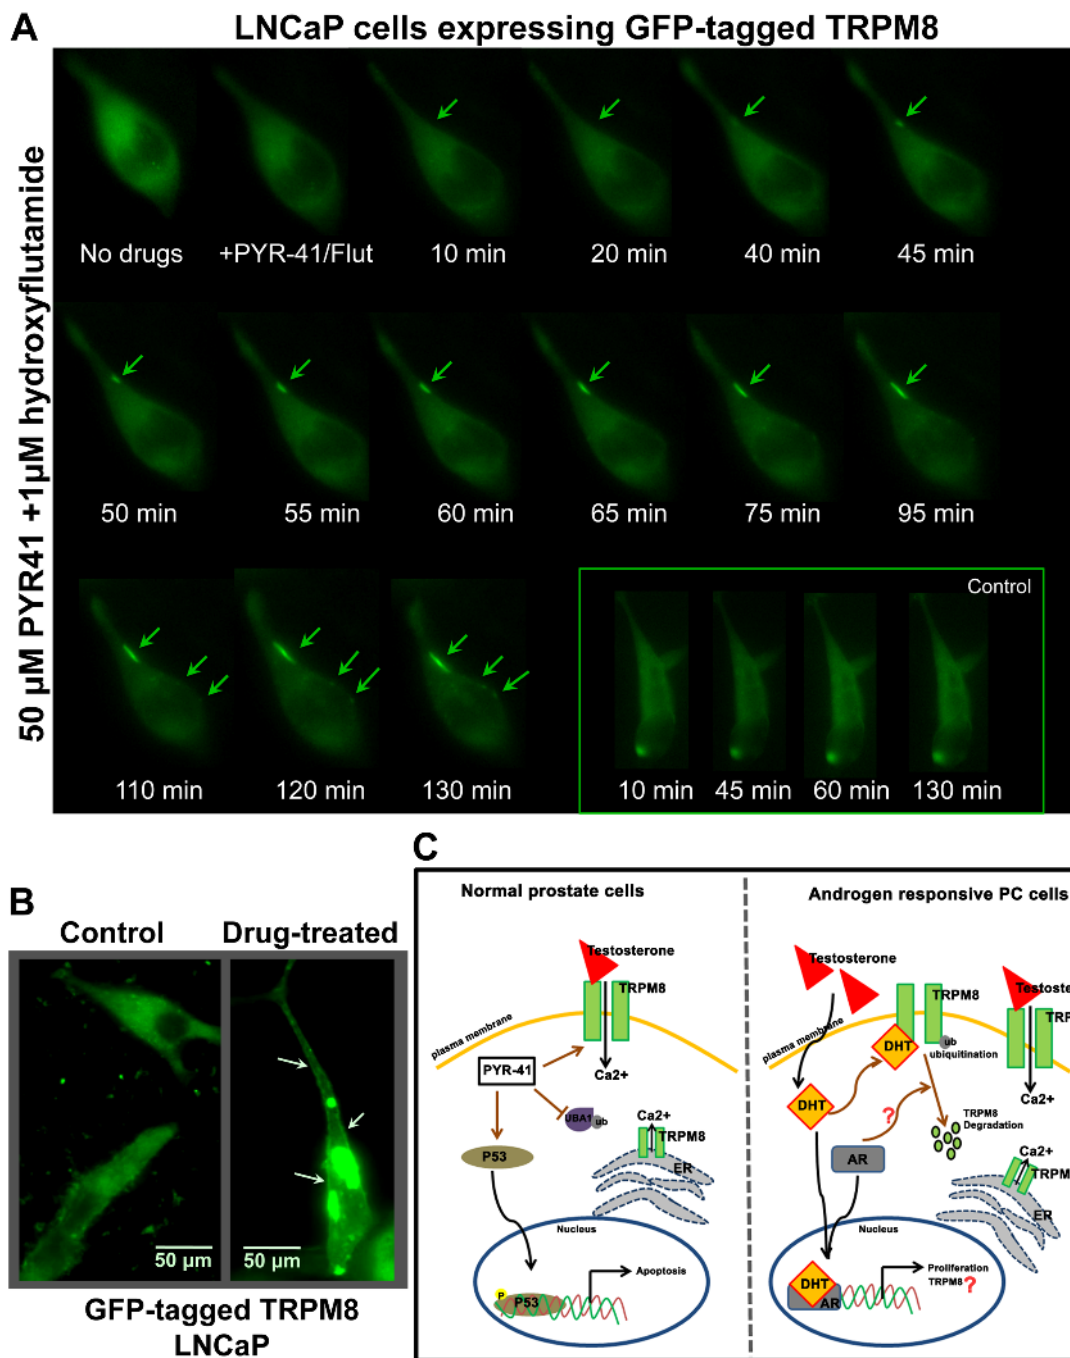 A
LNCaP cells expressing GFP-tagged TRPM8
50 µM PYR41 +1µM hydroxyflutamide
No drugs
+PYR-41/Flut
10 min
20 min
40 min
45 min
50 min
55 min
60 min
65 min
75 min
95 min
110 min
120 min
130 min
Control
10 min
45 min
60 min
130 min
B
Control
Drug-treated
50 µm
50 µm
GFP-tagged TRPM8
LNCaP
C
Normal prostate cells
Testosterone
TRPM8
plasma membrane
PYR-41
Ca2+
UBA1
ub
P53
Ca2+
TRPM8
ER
Nucleus
P
P53
Apoptosis
Androgen responsive PC cells
Testosterone
TRPM8
Testoste
TRP
plasma membrane
DHT
ub
ubiquitination
Ca2+
DHT
?
TRPM8
Degradation
AR
Ca2+
TRPM
ER
Nucleus
DHT
AR
Proliferation
TRPM8?